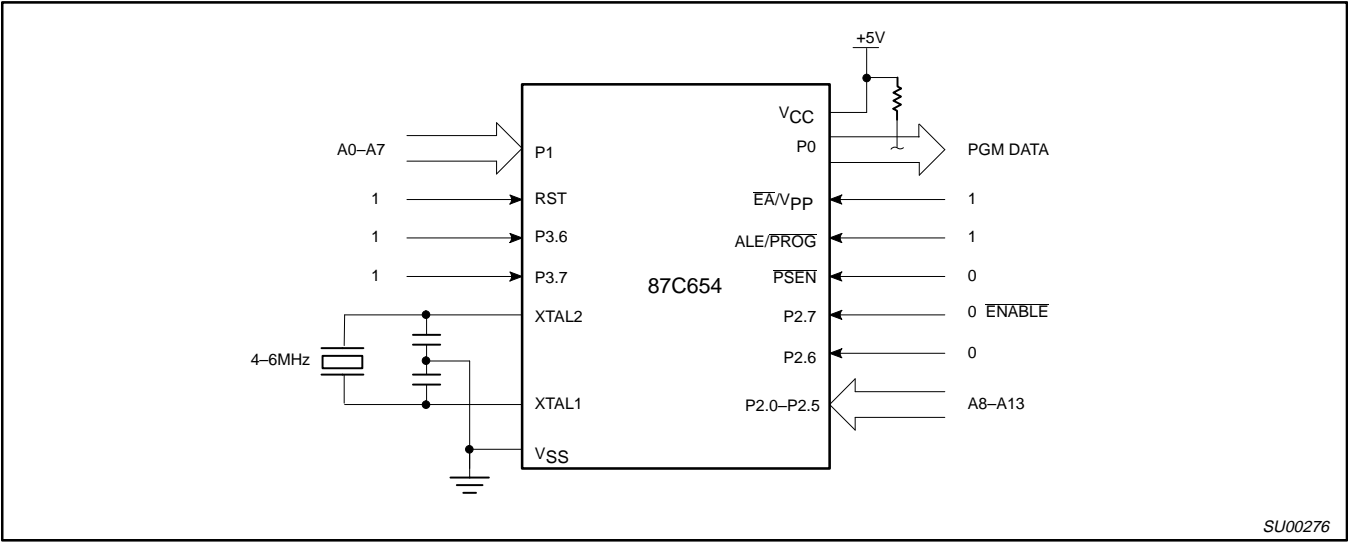 +5V
VCC
A0–A7
P1
P0
PGM DATA
1
RST
EA/VPP
1
1
P3.6
ALE/PROG
1
1
P3.7
PSEN
0
87C654
XTAL2
P2.7
0 ENABLE
4–6MHz
P2.6
0
XTAL1
P2.0–P2.5
A8–A13
VSS
SU00276